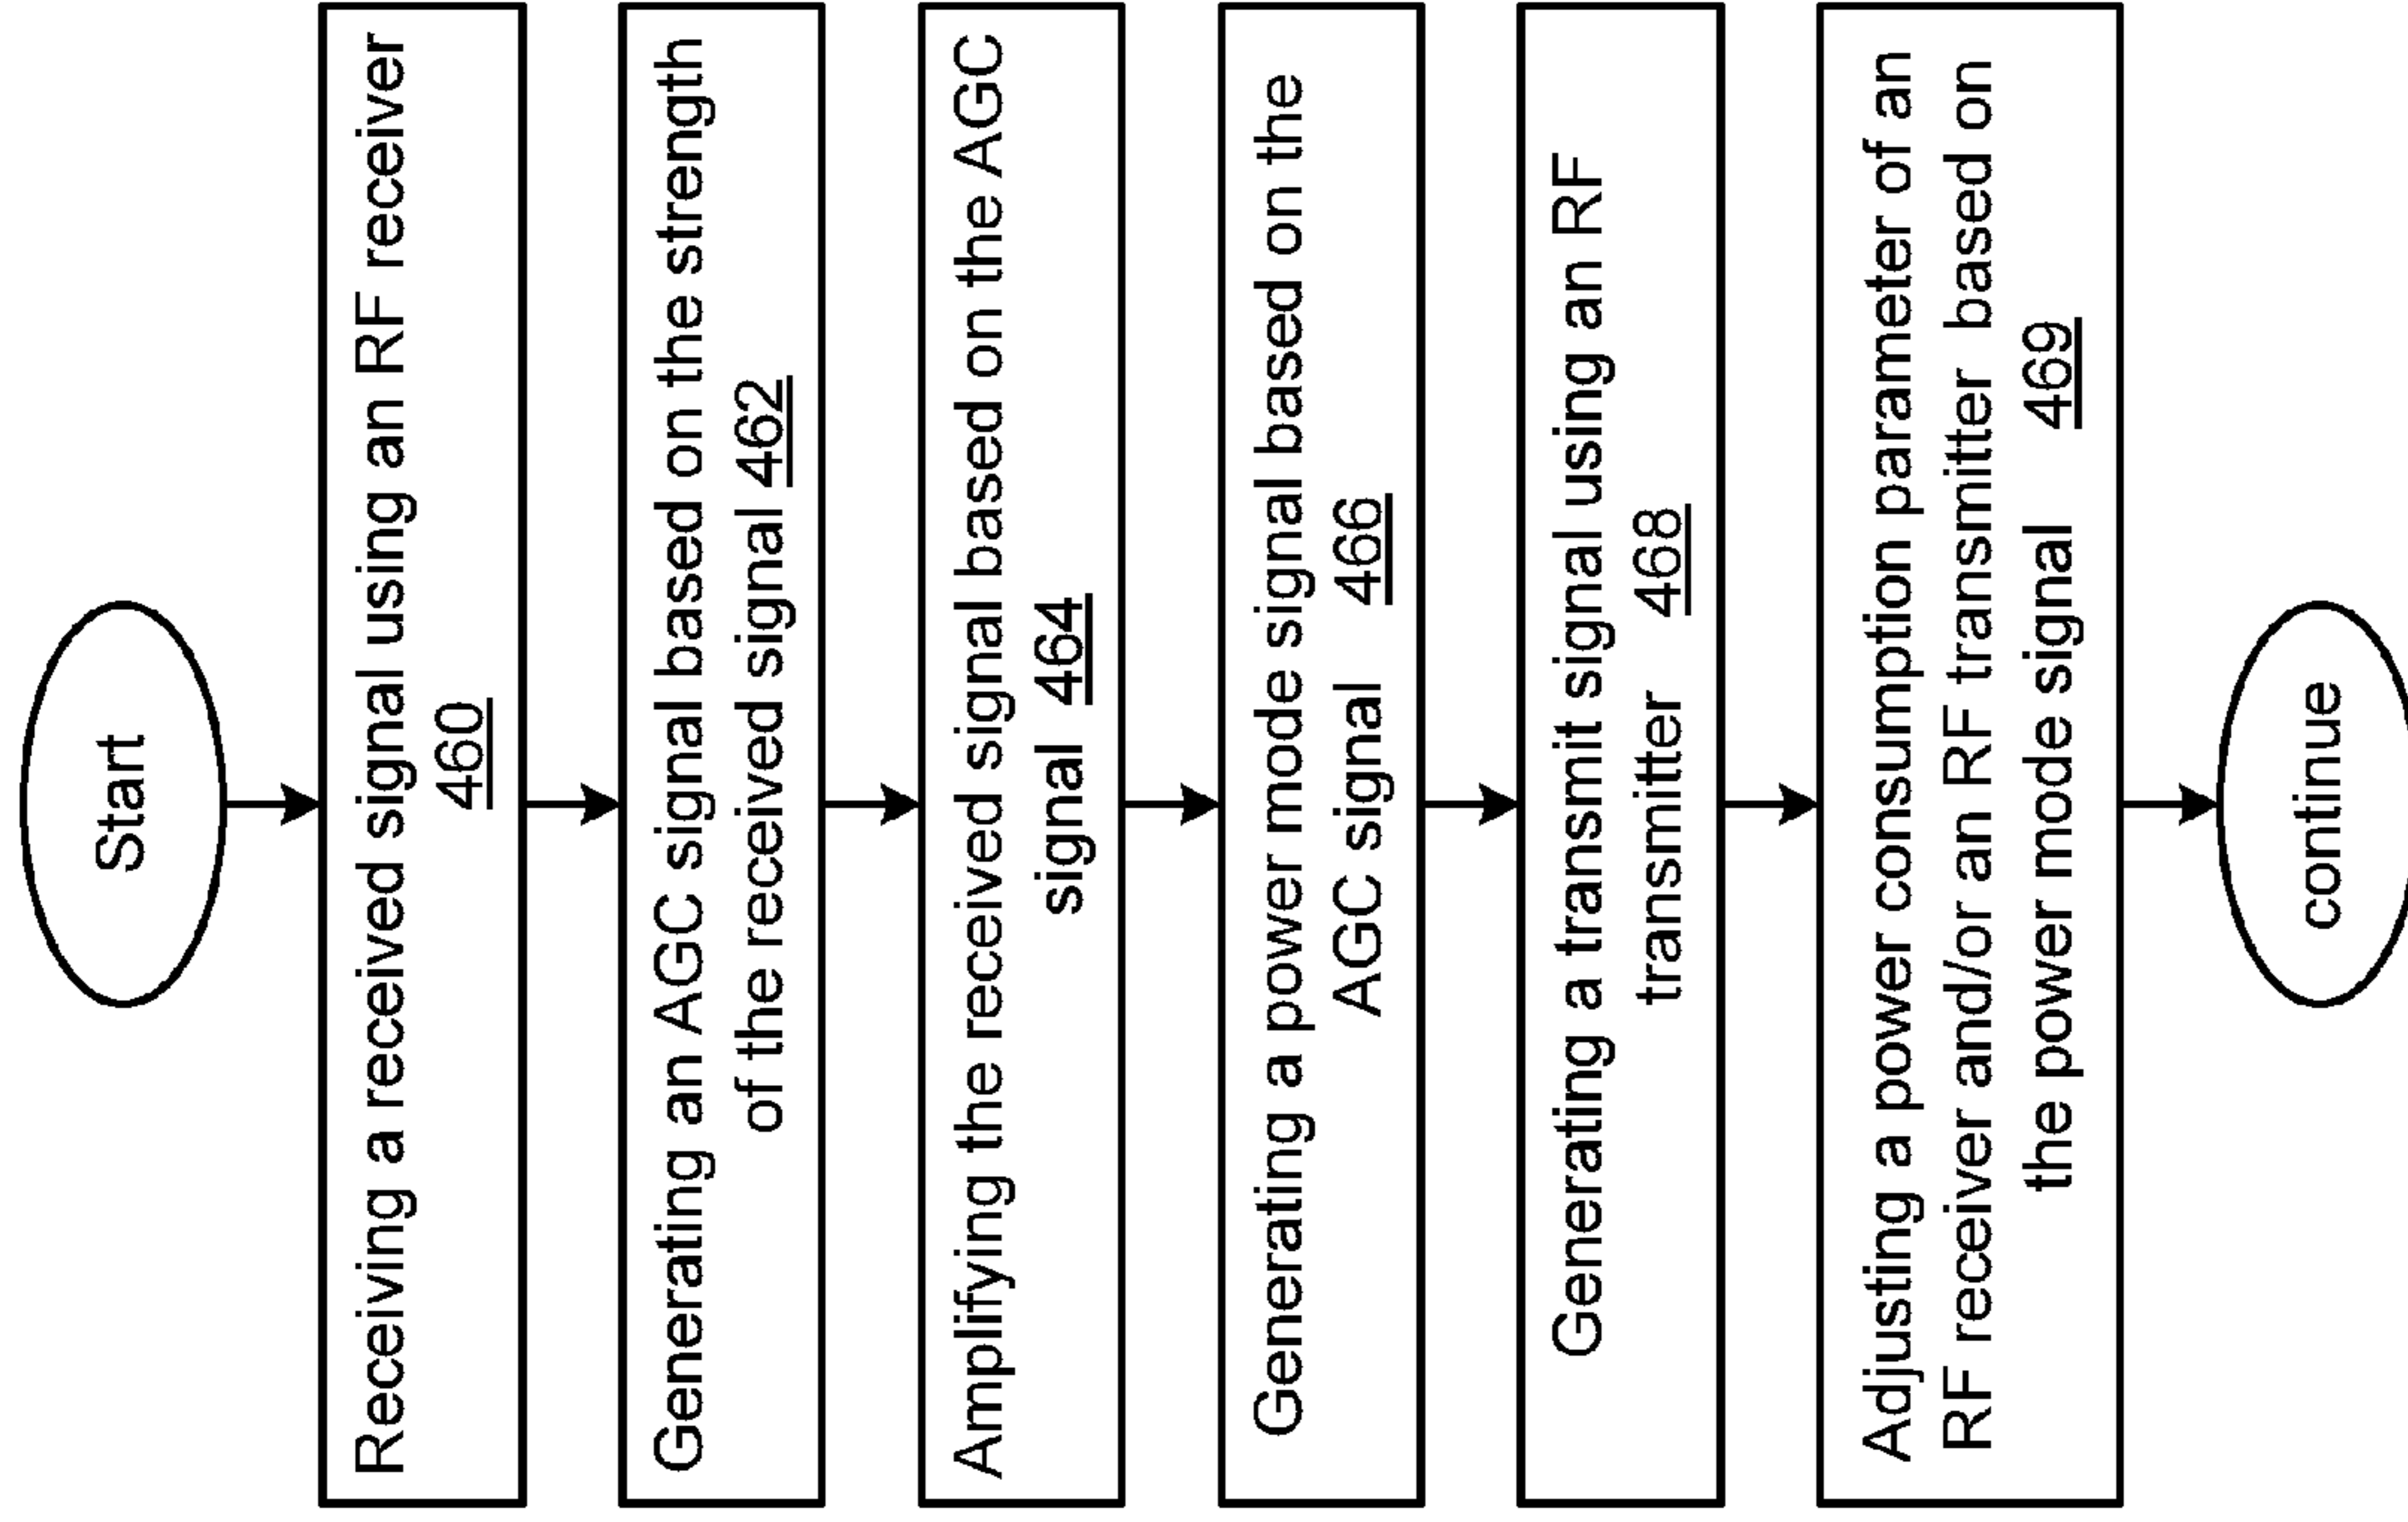 Start
Receiving a received signal using an RF receiver
460
Generating an AGC signal based on the strength
of the received signal 462
Amplifying the received signal based on the AGC
signal 464
Generating a power mode signal based on the
AGC signal 466
Generating a transmit signal using an RF
transmitter 468
Adjusting a power consumption parameter of an
RF receiver and/or an RF transmitter based on
the power mode signal 469
continue